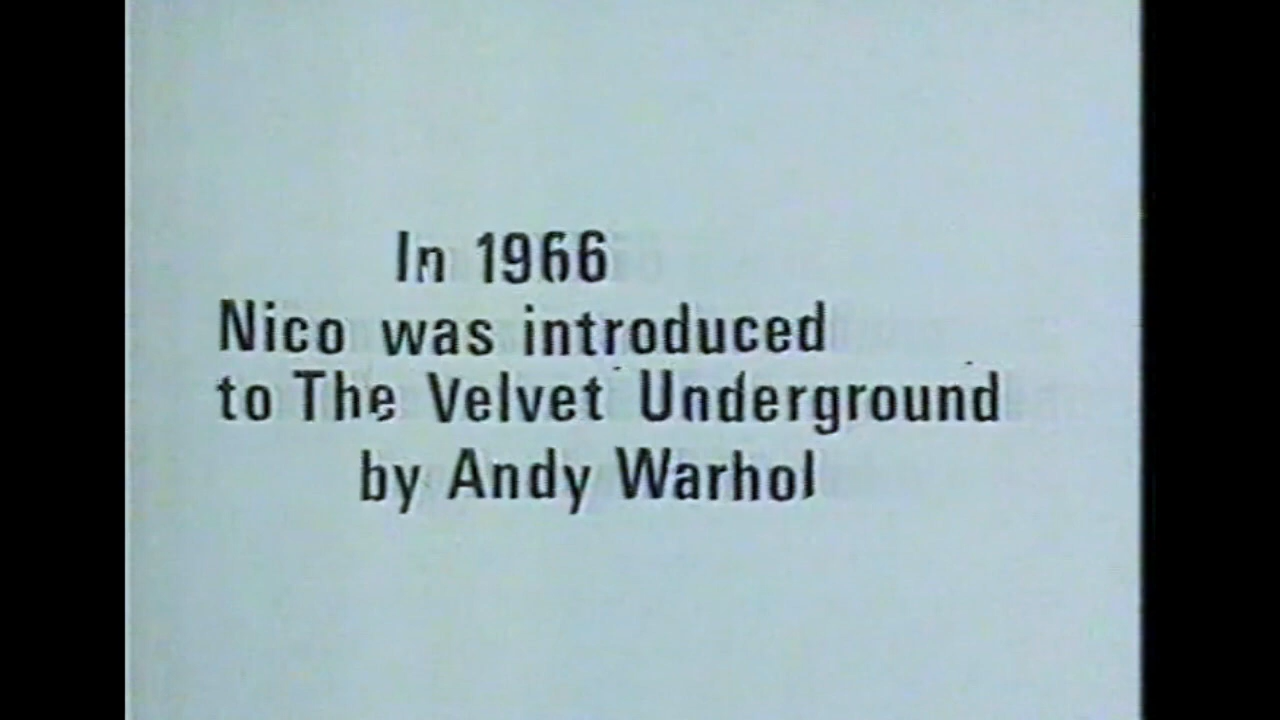 In 1966
Nico was introduced
to The Velvet Underground
by Andy Warhol